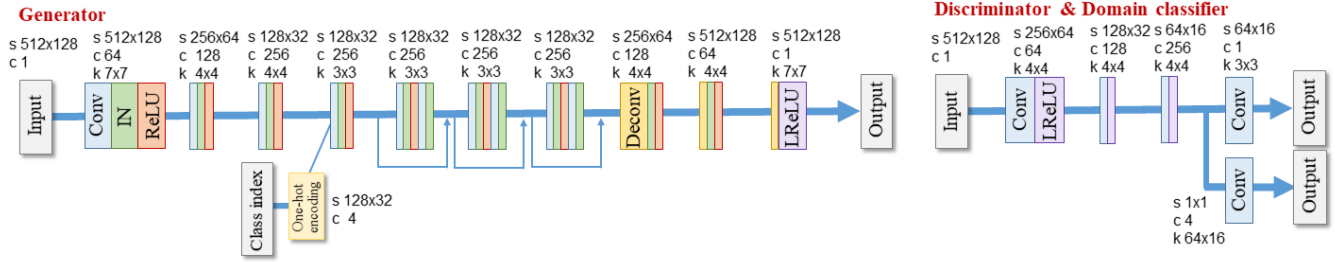 Generator
s 512x128
c 1
Input
s 512x128
c 64
k 7x7
Conv
IN
ReLU
s 256x64
c 128
k 4x4
s 128x32
c 256
k 4x4
s 128x32
c 256
k 3x3
s 128x32
c 256
k 3x3
s 128x32
c 256
k 3x3
s 128x32
c 256
k 3x3
s 256x64
c 128
k 4x4
Deconv
s 512x128
c 64
k 4x4
s 512x128
c 1
k 7x7
LReLU
Output
Class index
One-hot
encoding
s 128x32
c 4
Discriminator & Domain classifier
s 512x128
c 1
Input
s 256x64
c 64
k 4x4
Conv
LReLU
s 128x32
c 128
k 4x4
s 64x16
c 256
k 4x4
s 64x16
c 1
k 3x3
Conv
Output
s 1x1
c 4
k 64x16
Conv
Output